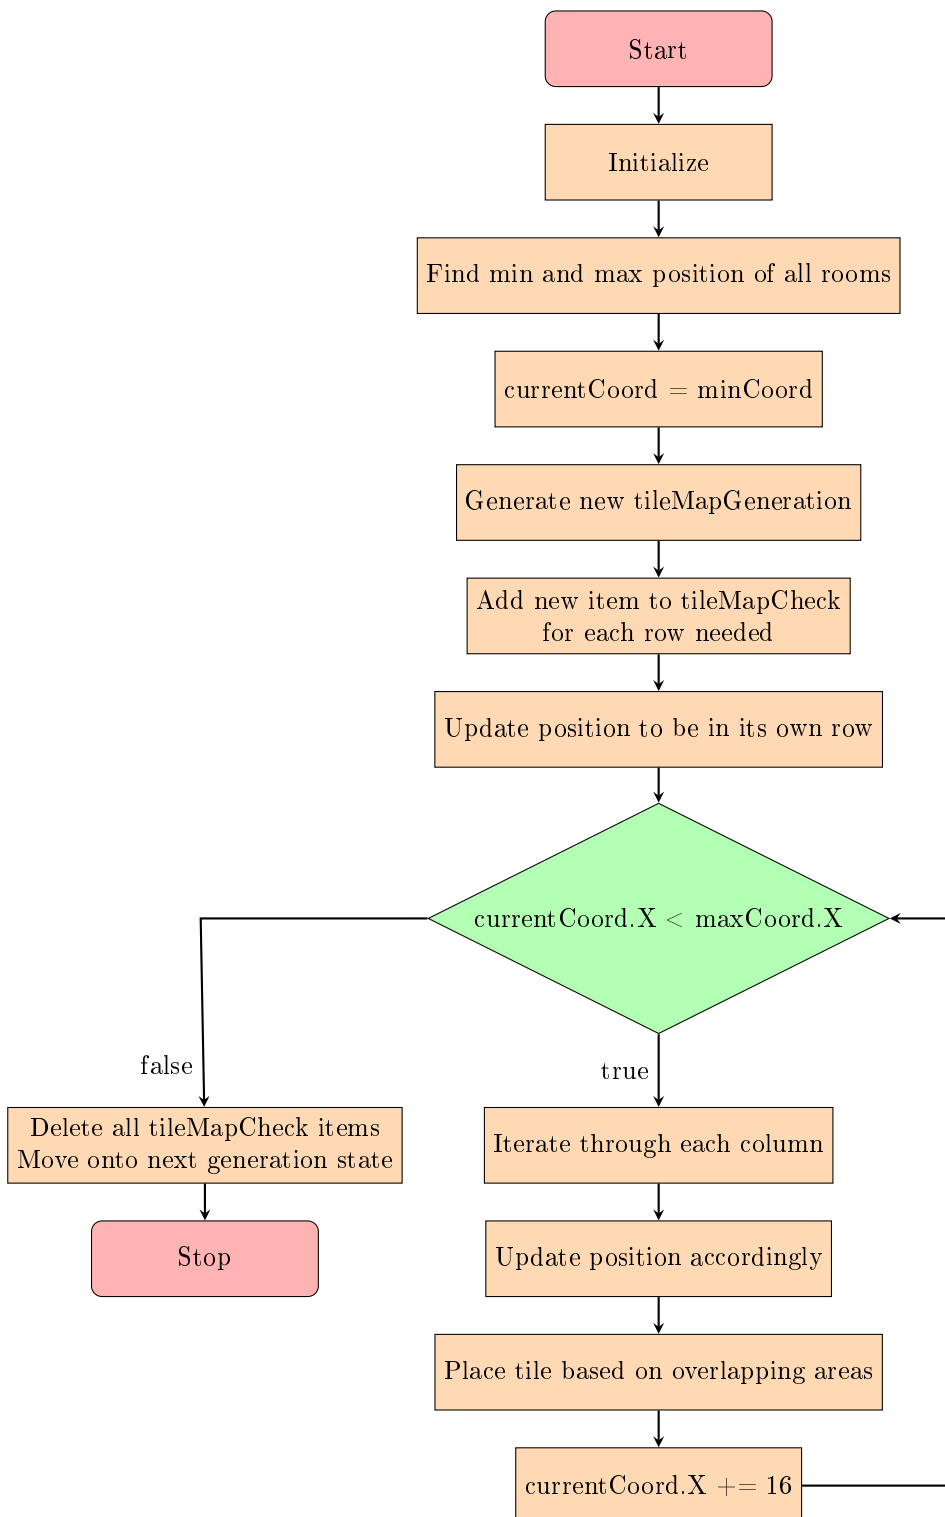 Start
Initialize
Find min and max position of all rooms
currentCoord = minCoord
Generate new tileMapGeneration
Add new item to tileMapCheck
for each row needed
Update position to be in its own row
currentCoord.X < maxCoord.X
false
true
Delete all tileMapCheck items
Move onto next generation state
Iterate through each column
Stop
Update position accordingly
Place tile based on overlapping areas
currentCoord.X += 16